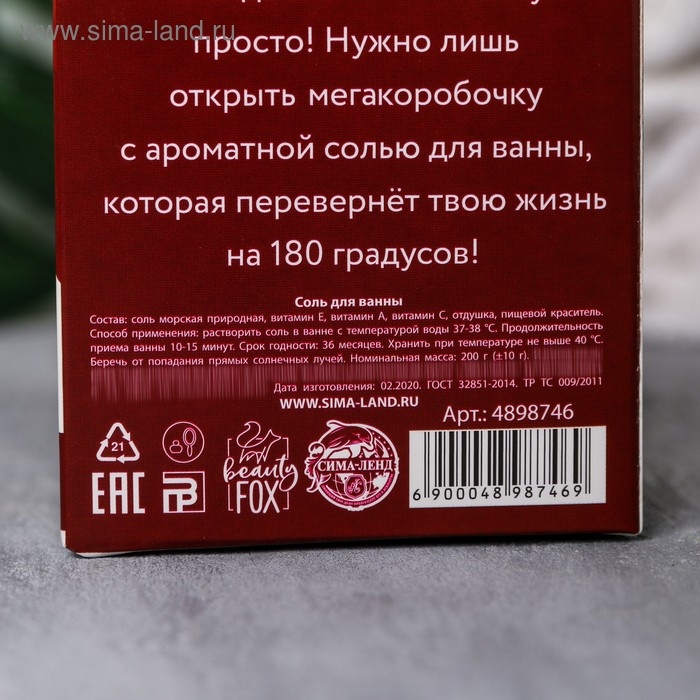 www.sima-land.ru
просто! Нужно лишь
открыть мегакоробочку
с ароматной солью для ванны,
которая перевернёт твою жизнь
на 180 градусов!
Соль для ванны
Состав: соль морская природная, витамин Е, витамин А, витамин С, отдушка, пищевой краситель.
Способ применения: растворить соль в ванне с температурой воды 37-38 °С. Продолжительность
приема ванны 10-15 минут. Срок годности: 36 месяцев. Хранить при температуре не выше 40 °С.
Беречь от попадания прямых солнечных лучей. Номинальная масса: 200 г (±10 г).
Дата изготовления: 02.2020. ГОСТ 32851-2014. ТР ТС 009/2011
WWW.SIMA-LAND.RU
Арт.: 4898746
21
EAC
beauty
FOX
СИМА-ЛЕНД
6 900048 987469